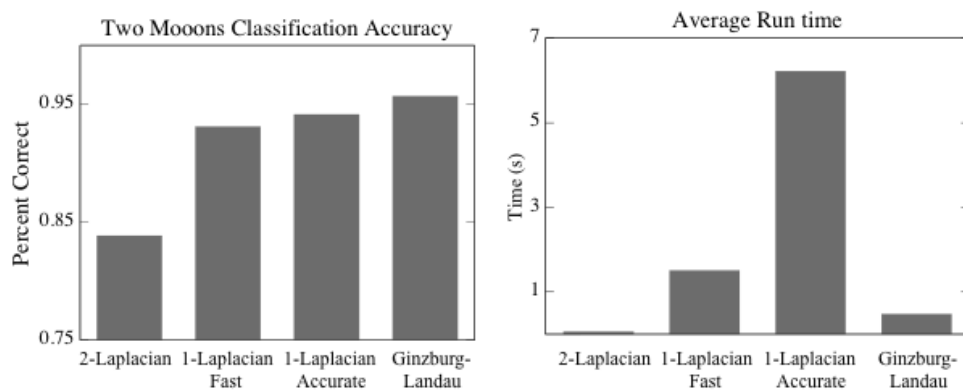 Two Mooons Classification Accuracy
Percent Correct
0.95
0.85
0.75
2-Laplacian
1-Laplacian
Fast
1-Laplacian
Accurate
Ginzburg-
Landau
Average Run time
Time (s)
7
5
3
1
2-Laplacian
1-Laplacian
Fast
1-Laplacian
Accurate
Ginzburg-
Landau